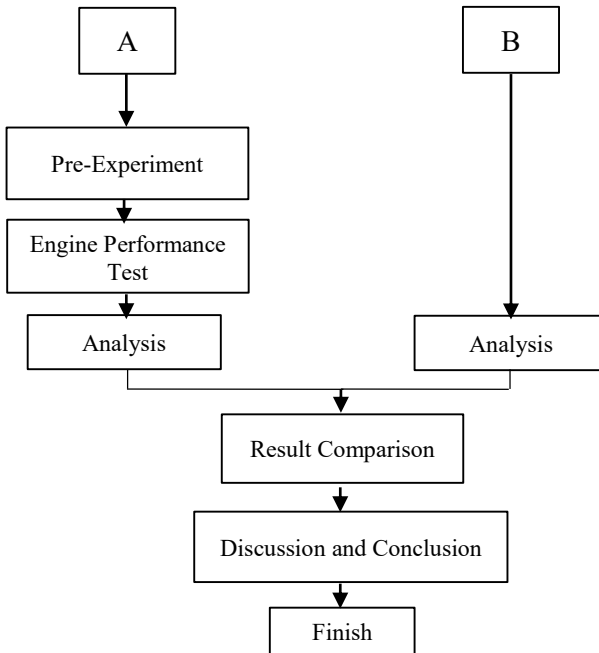 A
B
Pre-Experiment
Engine Performance
Test
Analysis
Analysis
Result Comparison
Discussion and Conclusion
Finish